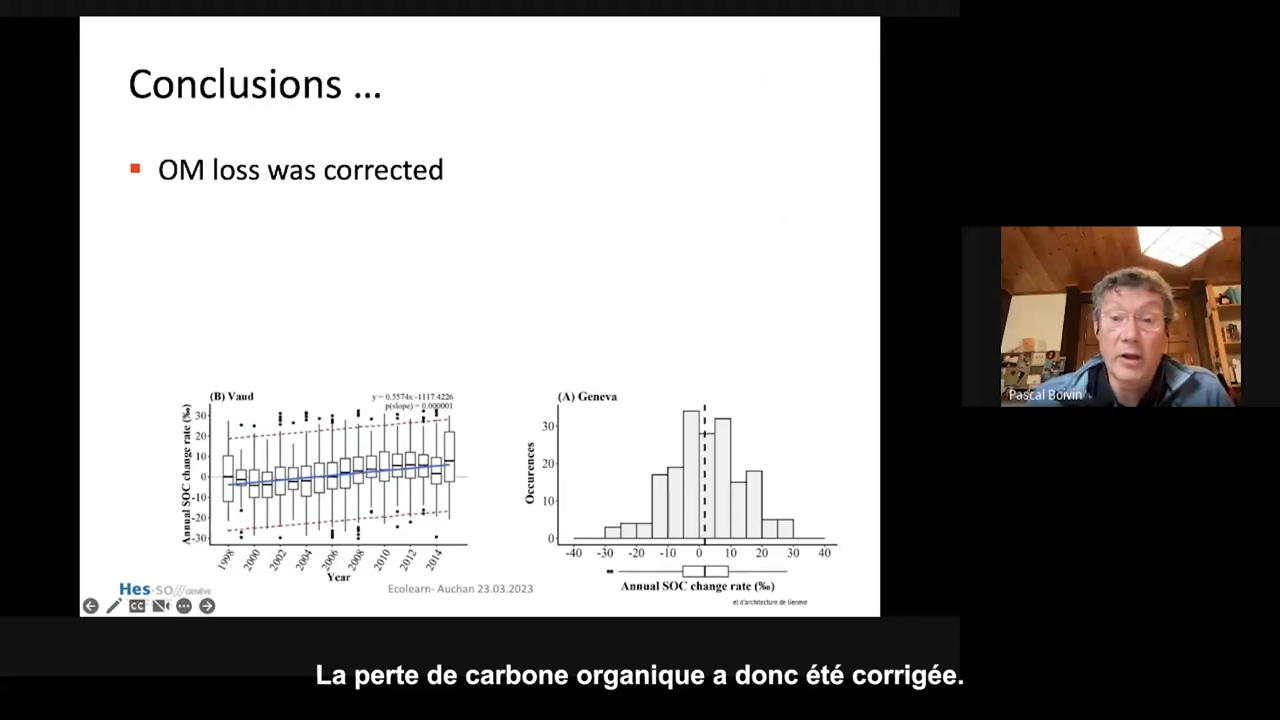 Conclusions ...
OM loss was corrected
(B) Vaud
y = 0.5574x -1117.4226
p(slope) = 0.000001
Annual SOC change rate (‰)
30
20
10
0
-10
-20
-30
1998
2000
2002
2004
2006
2008
2010
2012
2014
Year
(A) Geneva
Occurences
30
20
10
0
-40
-30
-20
-10
0
10
20
30
40
Annual SOC change rate (‰)
Hes·so GENÈVE
Ecolearn- Auchan 23.03.2023
et d'architecture de Genève
CC
Pascal Boivin
La perte de carbone organique a donc été corrigée.